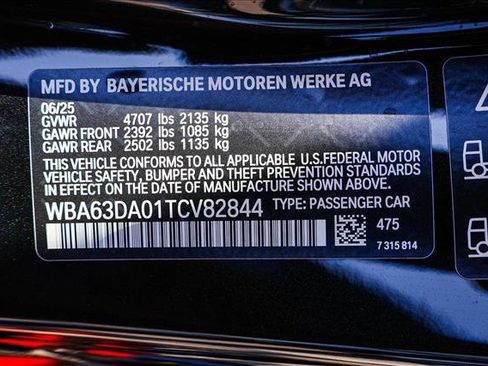 MFD BY BAYERISCHE MOTOREN WERKE AG
06/25
GVWR 4707 lbs 2135 kg
GAWR FRONT 2392 lbs 1085 kg
GAWR REAR 2502 lbs 1135 kg
THIS VEHICLE CONFORMS TO ALL APPLICABLE U.S.FEDERAL MOTOR
VEHICLE SAFETY, BUMPER AND THEFT PREVENTION STANDARDS
IN EFFECT ON THE DATE OF MANUFACTURE SHOWN ABOVE.
WBA63DA01TCV82844 TYPE: PASSENGER CAR
475
7 315 814